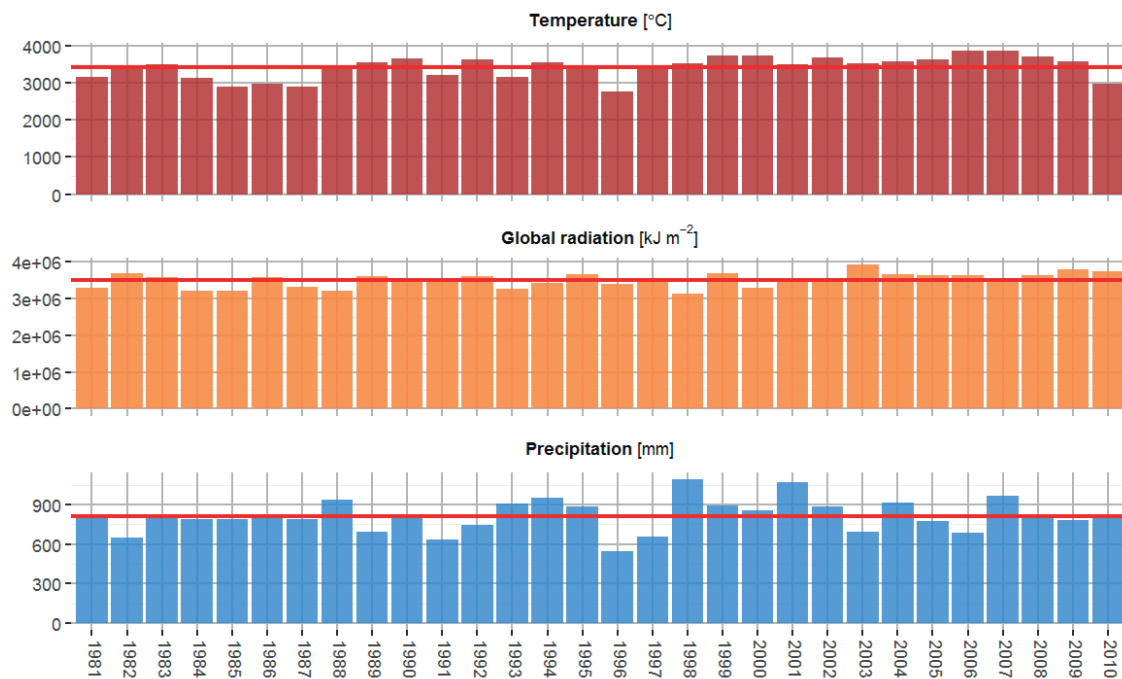 Temperature [°C]
4000
3000
2000
1000
0
1981 1982 1983 1984 1985 1986 1987 1988 1989 1990 1991 1992 1993 1994 1995 1996 1997 1998 1999 2000 2001 2002 2003 2004 2005 2006 2007 2008 2009 2010
Global radiation [kJ m⁻²]
4e+06
3e+06
2e+06
1e+06
0e+00
Precipitation [mm]
900
600
300
0